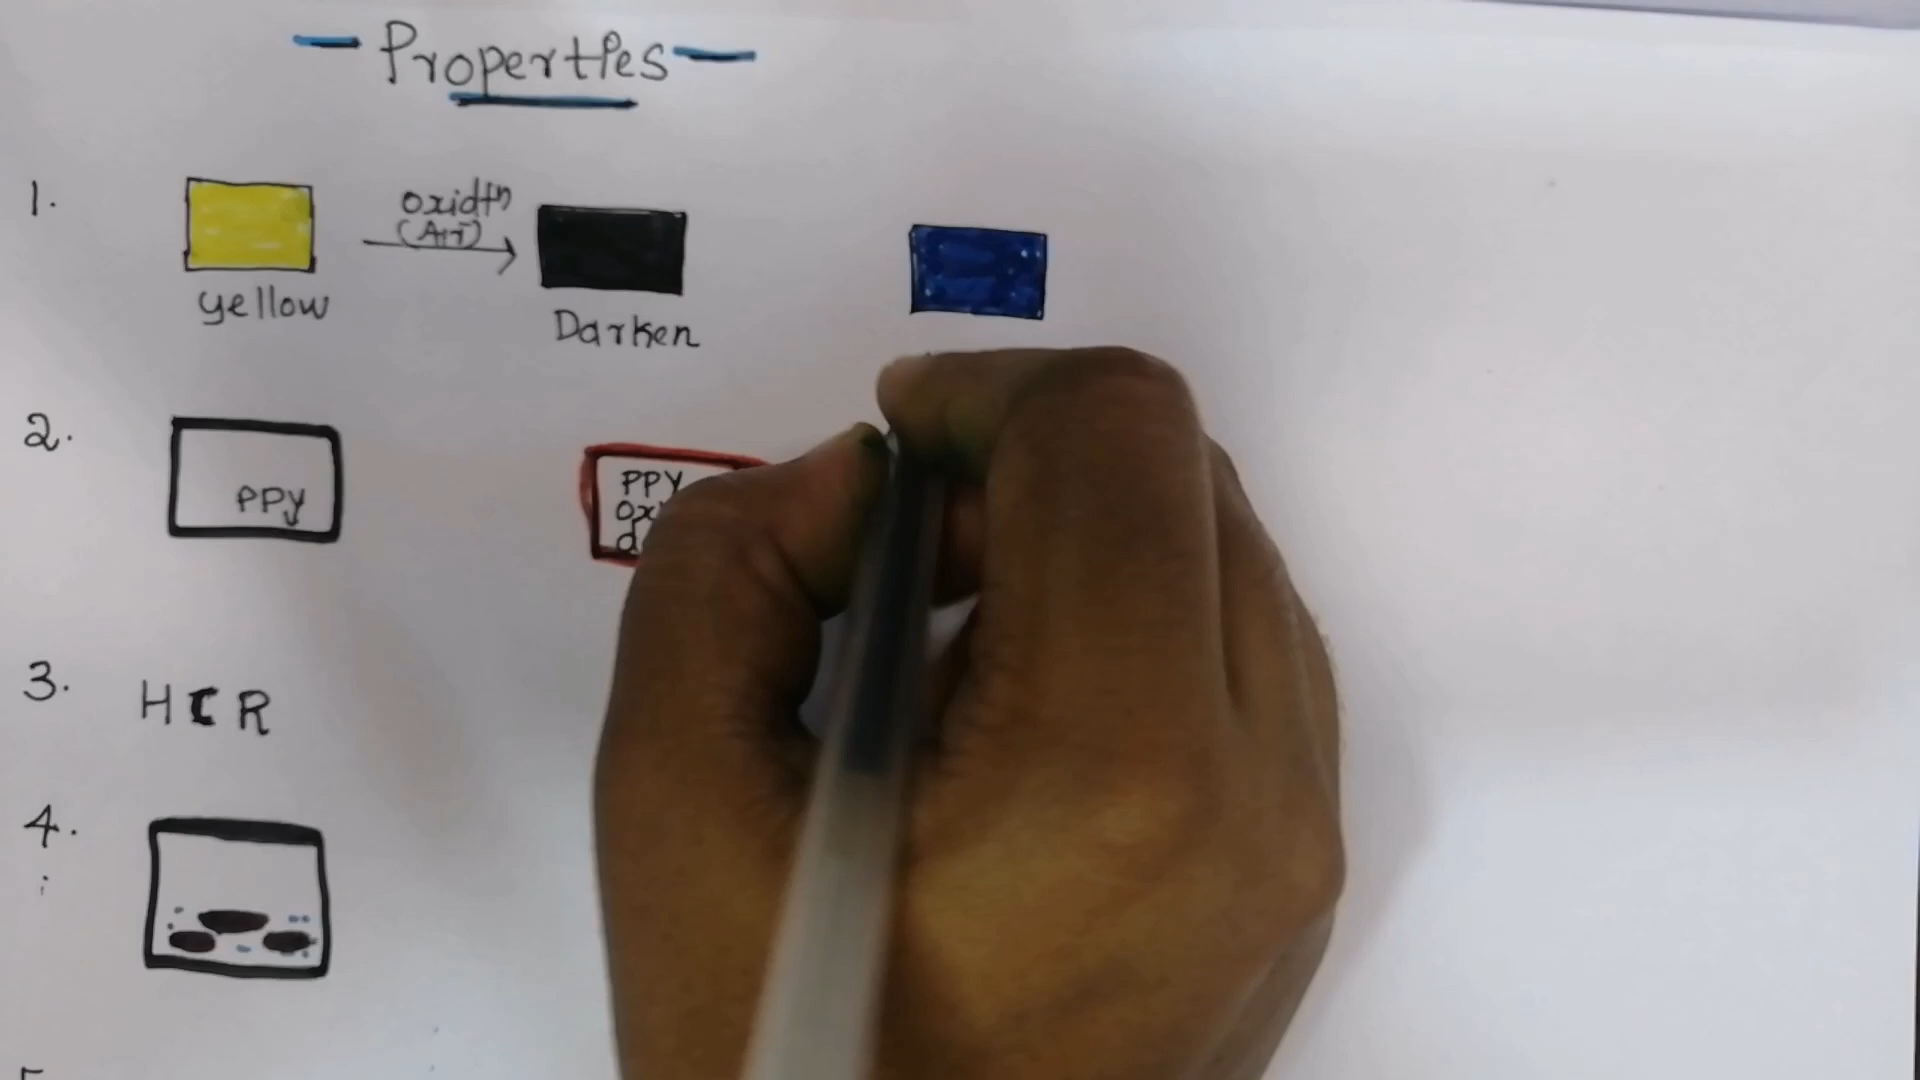 Properties
1.
oxidtn
(Air)
yellow
Darken
2.
PPy
PPY
3.
HCR
4.